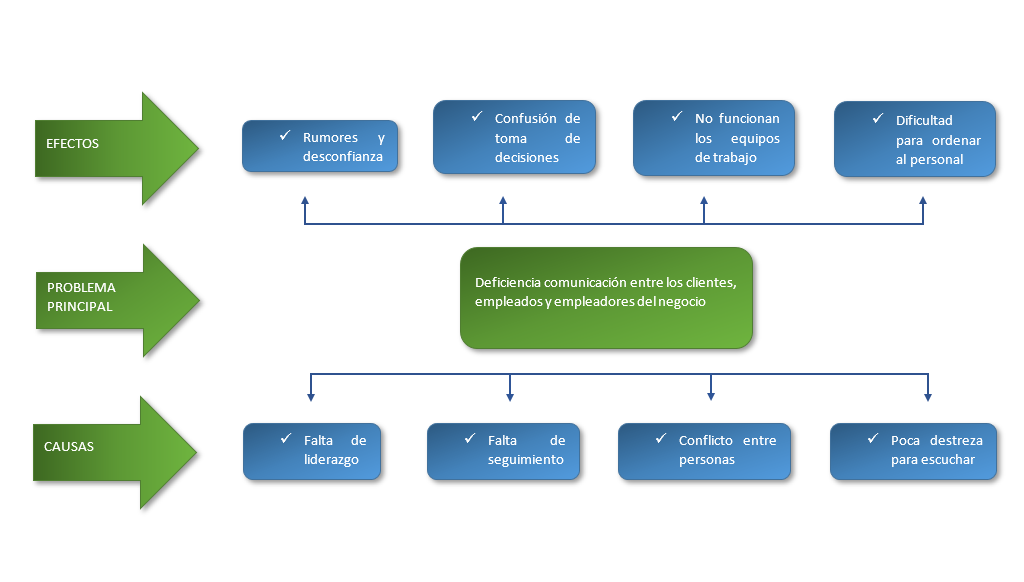 EFECTOS
✓ Rumores y
desconfianza
✓ Confusión de
toma de
decisiones
✓ No funcionan
los equipos
de trabajo
✓ Dificultad
para ordenar
al personal
PROBLEMA
PRINCIPAL
Deficiencia comunicación entre los clientes,
empleados y empleadores del negocio
CAUSAS
✓ Falta de
liderazgo
✓ Falta de
seguimiento
✓ Conflicto entre
personas
✓ Poca destreza
para escuchar